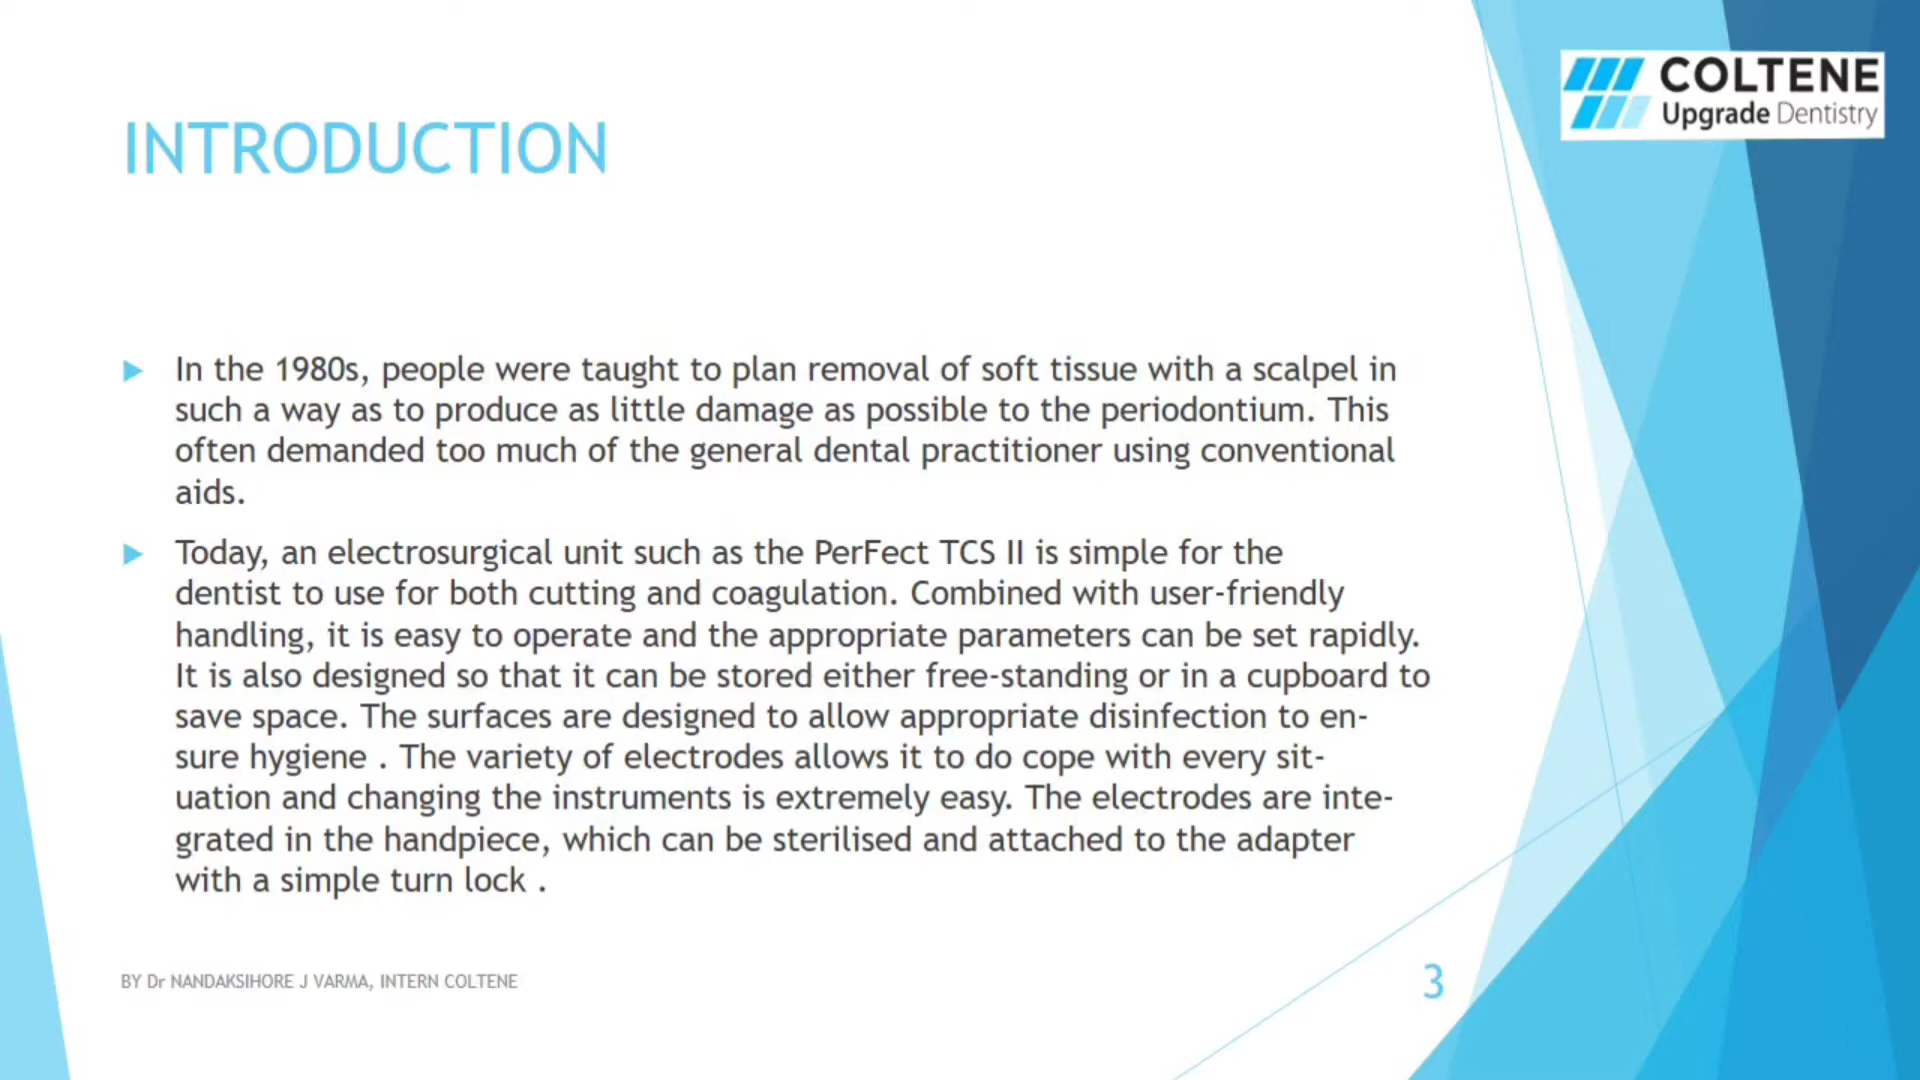 COLTENE
Upgrade Dentistry
INTRODUCTION
In the 1980s, people were taught to plan removal of soft tissue with a scalpel in
such a way as to produce as little damage as possible to the periodontium. This
often demanded too much of the general dental practitioner using conventional
aids.
Today, an electrosurgical unit such as the PerFect TCS II is simple for the
dentist to use for both cutting and coagulation. Combined with user-friendly
handling, it is easy to operate and the appropriate parameters can be set rapidly.
It is also designed so that it can be stored either free-standing or in a cupboard to
save space. The surfaces are designed to allow appropriate disinfection to en-
sure hygiene . The variety of electrodes allows it to do cope with every sit-
uation and changing the instruments is extremely easy. The electrodes are inte-
grated in the handpiece, which can be sterilised and attached to the adapter
with a simple turn lock .
BY Dr NANDAKSIHORE J VARMA, INTERN COLTENE
3